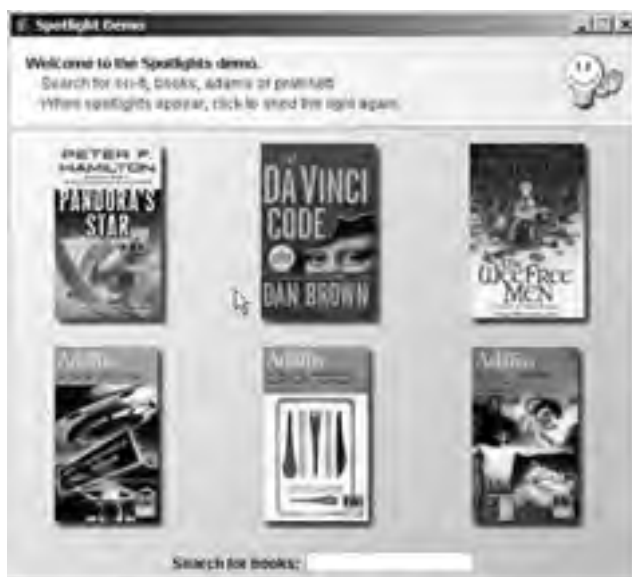 Spotlight Demo
Welcome to the Spotlights demo.
Search for sci-fi, books, adams or pratchett
When spotlights appear, click to shed the light again.
PETER F.
HAMILTON
PANDORA'S
STAR
DA VINCI
CODE
DAN BROWN
The
WEE FREE
MEN
Adams
Adams
Adams
Search for books: